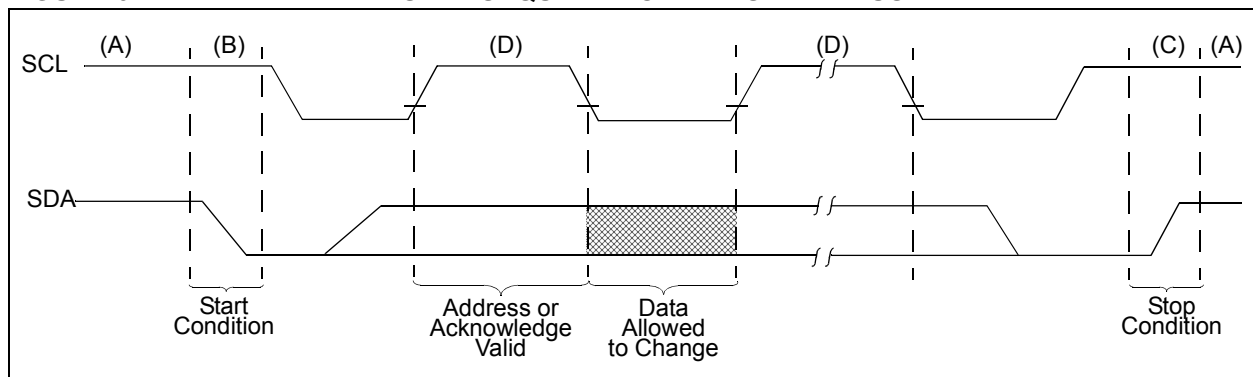 (A) (B) (D) (D) (C) (A)
SCL
SDA
Start
Condition
Address or
Acknowledge
Valid
Data
Allowed
to Change
Stop
Condition